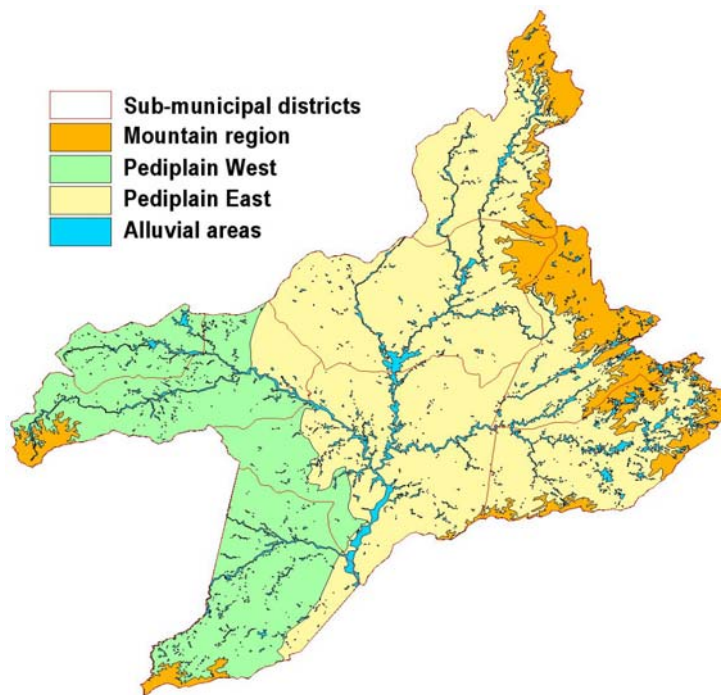 Sub-municipal districts
Mountain region
Pediplain West
Pediplain East
Alluvial areas